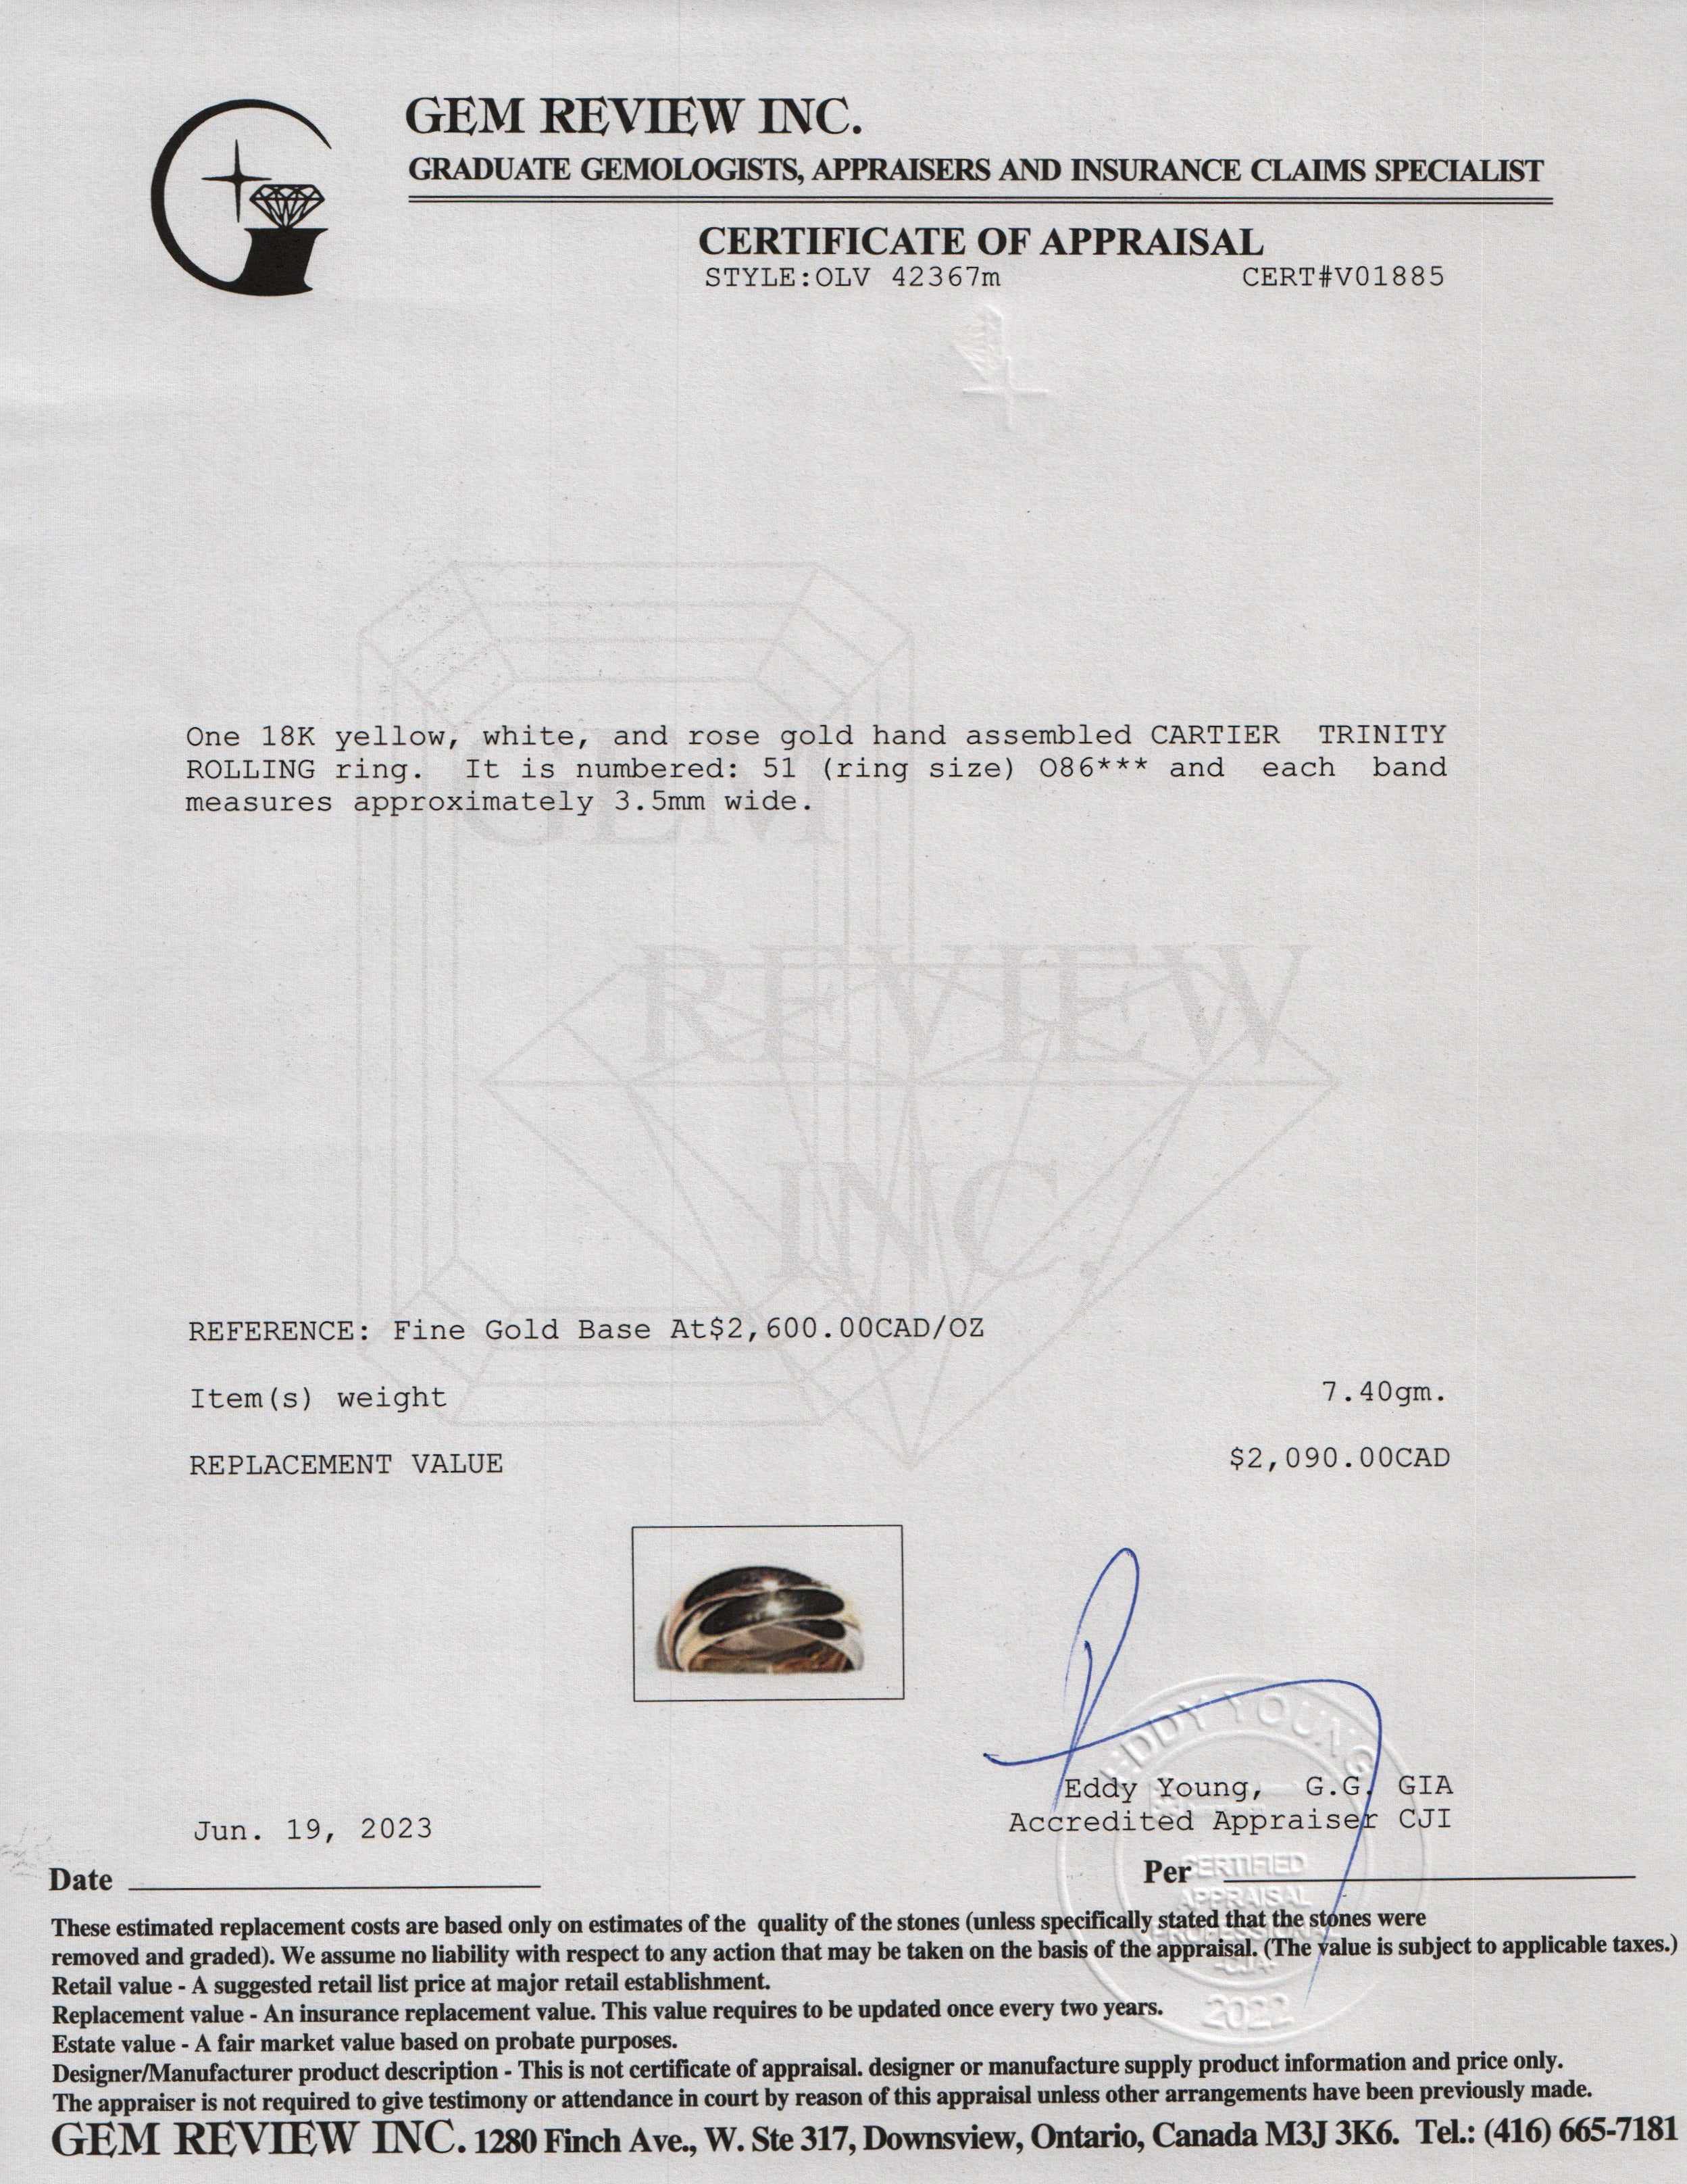 GEM REVIEW INC.
GRADUATE GEMOLOGISTS, APPRAISERS AND INSURANCE CLAIMS SPECIALIST
CERTIFICATE OF APPRAISAL
STYLE:OLV 42367m CERT#V01885
One 18K yellow, white, and rose gold hand assembled CARTIER TRINITY
ROLLING ring. It is numbered: 51 (ring size) O86*** and each band
measures approximately 3.5mm wide.
GEM
REVIEW
INC.
REFERENCE: Fine Gold Base At$2,600.00CAD/OZ
Item(s) weight 7.40gm.
REPLACEMENT VALUE $2,090.00CAD
EDDY YOUNG
Eddy Young, G.G. GIA
Accredited Appraiser CJI
Jun. 19, 2023
Date
Per
CERTIFIED
APPRAISAL
PROFESSIONAL
-CJA-
2022
These estimated replacement costs are based only on estimates of the quality of the stones (unless specifically stated that the stones were
removed and graded). We assume no liability with respect to any action that may be taken on the basis of the appraisal. (The value is subject to applicable taxes.)
Retail value - A suggested retail list price at major retail establishment.
Replacement value - An insurance replacement value. This value requires to be updated once every two years.
Estate value - A fair market value based on probate purposes.
Designer/Manufacturer product description - This is not certificate of appraisal. designer or manufacture supply product information and price only.
The appraiser is not required to give testimony or attendance in court by reason of this appraisal unless other arrangements have been previously made.
GEM REVIEW INC. 1280 Finch Ave., W. Ste 317, Downsview, Ontario, Canada M3J 3K6. Tel.: (416) 665-7181